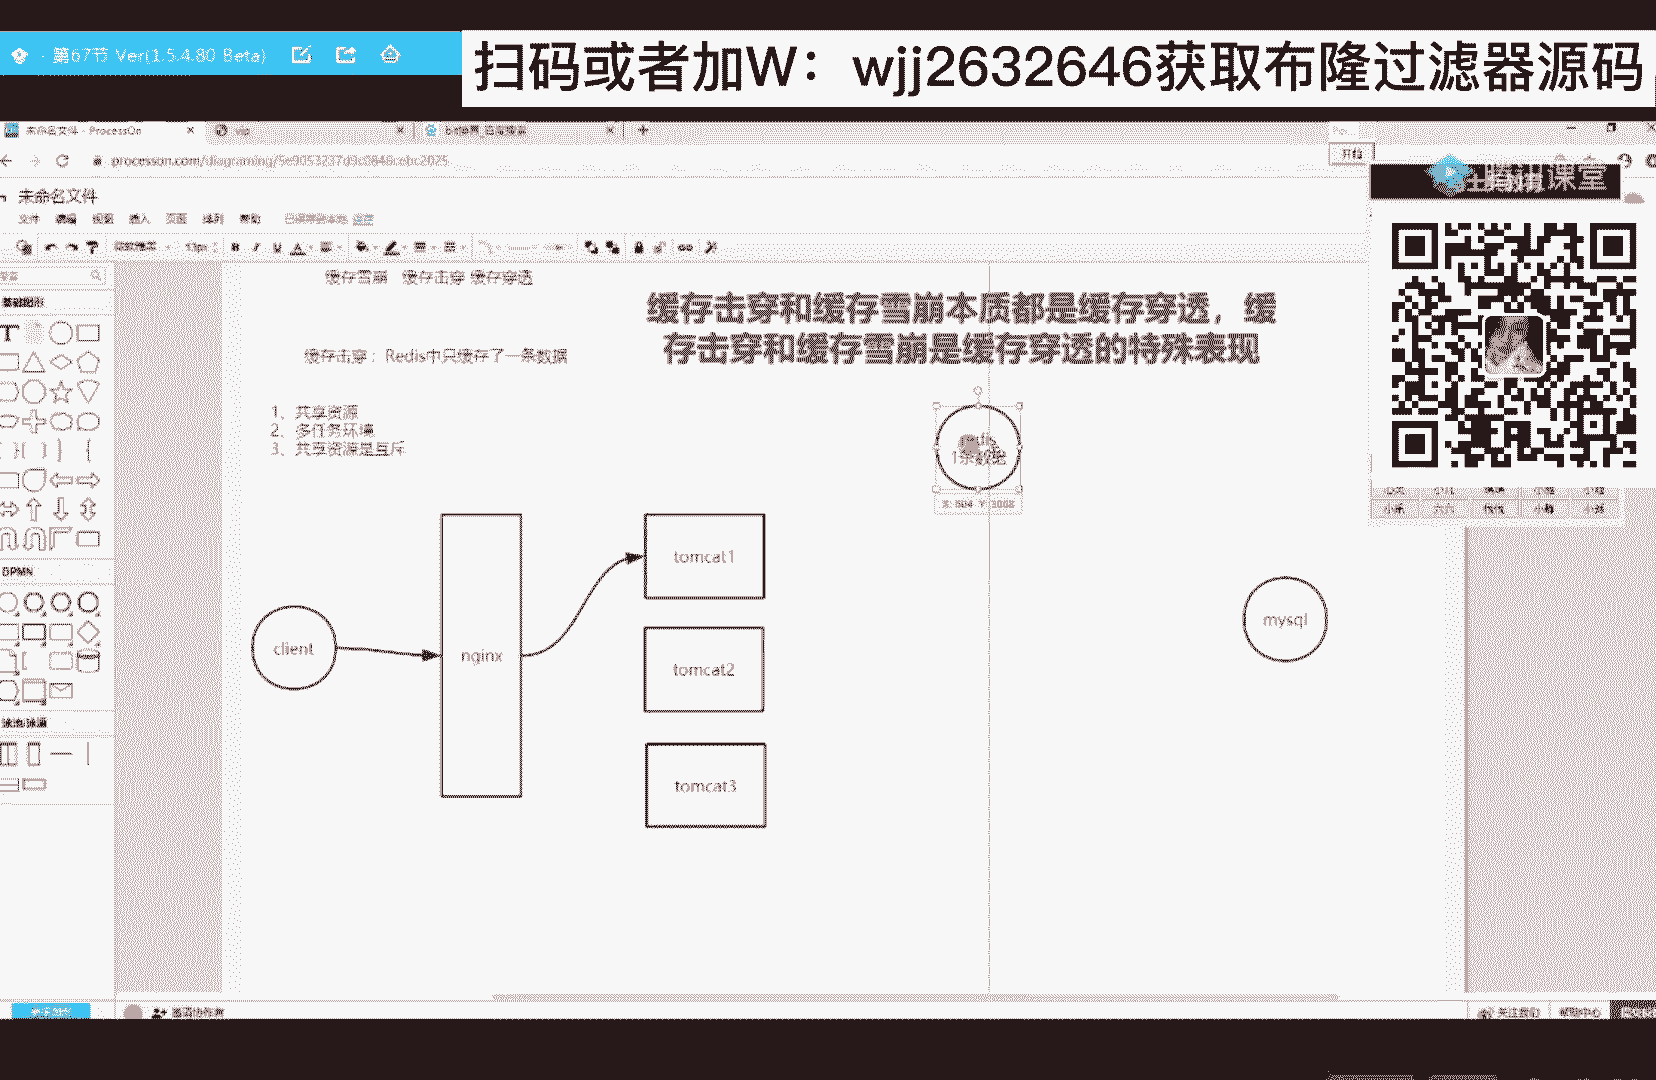 · 第67节 Ver(1.5.4.80 Beta)
扫码或者加W：wjj2632646获取布隆过滤器源码
未命名文件 - ProcessOn
vip
开始
processon.com/diagraming/
腾讯课堂
未命名文件
文件 编辑 视图 插入 页面 排列 帮助
13px
B I U A
基础图形
T
缓存雪崩 缓存击穿 缓存穿透
缓存击穿和缓存雪崩本质都是缓存穿透，缓
存击穿和缓存雪崩是缓存穿透的特殊表现
缓存击穿：Redis中只缓存了一条数据
1、共享资源
2、多任务环境
3、共享资源是互斥
redis
1条数据
tomcat1
client
nginx
tomcat2
mysql
tomcat3
邀请协作者
关注我们
帮助中心